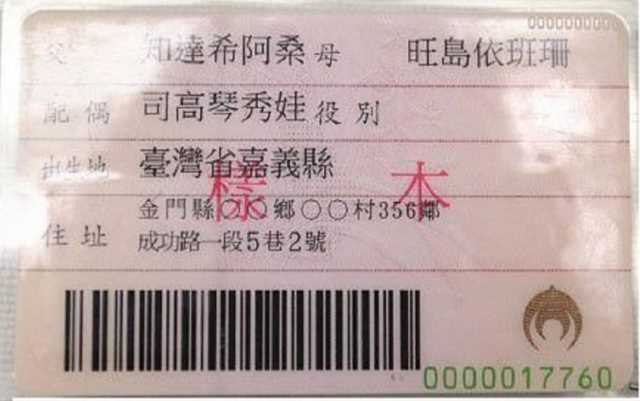 0000000000
父 知達希阿桑 母 旺島依班珊
配偶 司高琴秀娃 役別
出生地 臺灣省嘉義縣
樣本
住址 金門縣○○鄉○○村356鄰
成功路一段5巷2號
0000017760